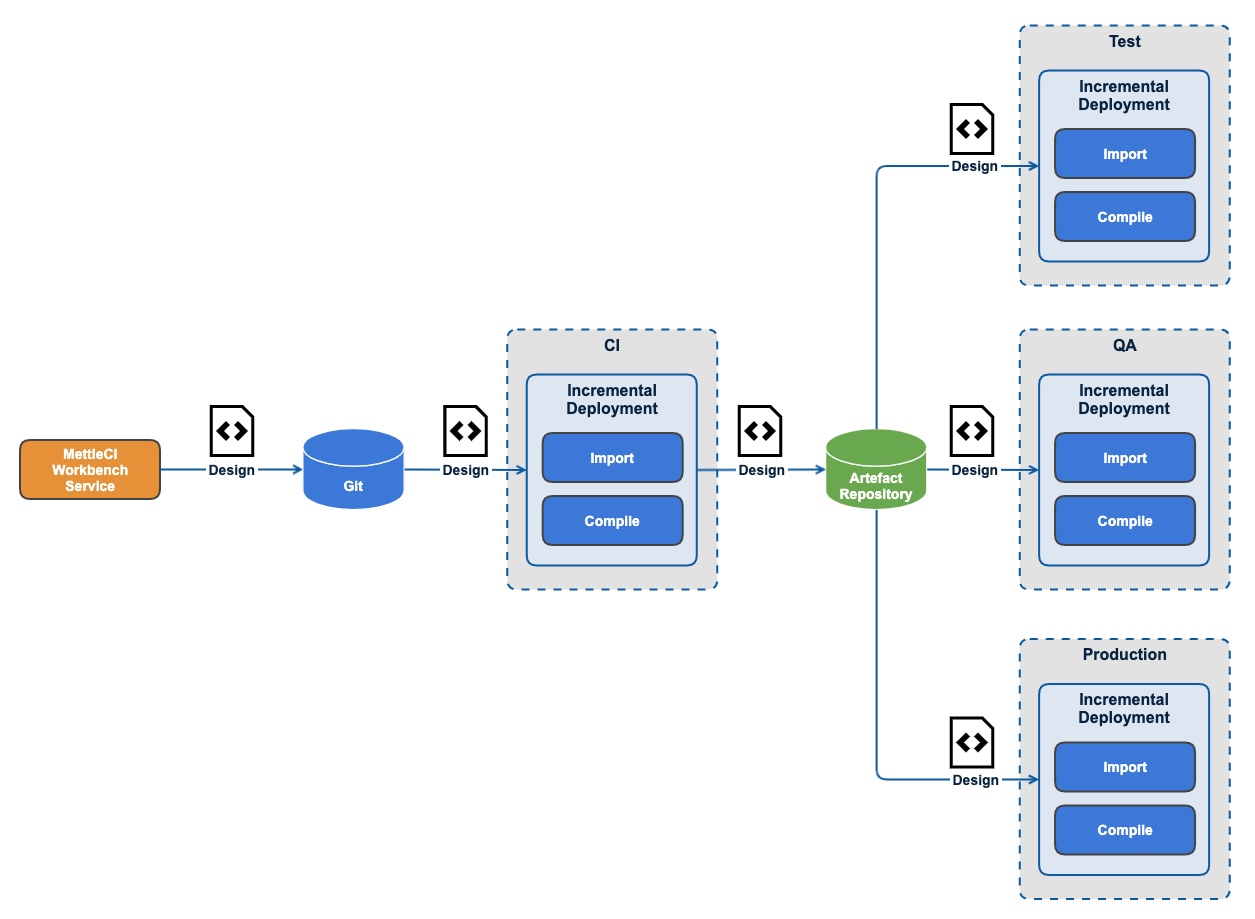 MettleCI
Workbench
Service
Design
Git
Design
CI
Incremental
Deployment
Import
Compile
Design
Artefact
Repository
Design
Test
Incremental
Deployment
Import
Compile
Design
QA
Incremental
Deployment
Import
Compile
Design
Production
Incremental
Deployment
Import
Compile